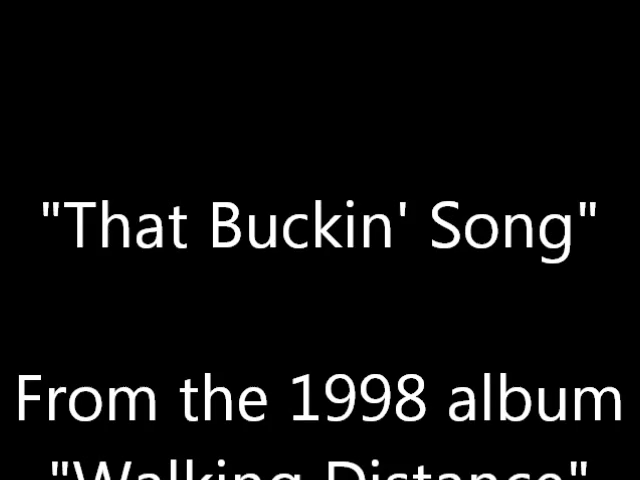 "That Buckin' Song"
From the 1998 album
"Walking Distance"